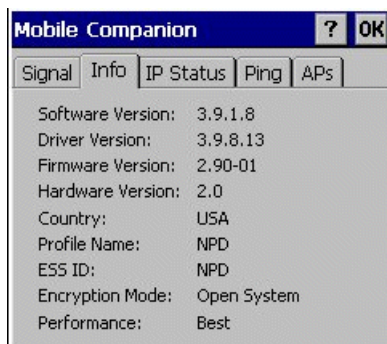 Mobile Companion ? OK
Signal Info IP Status Ping APs
Software Version: 3.9.1.8
Driver Version: 3.9.8.13
Firmware Version: 2.90-01
Hardware Version: 2.0
Country: USA
Profile Name: NPD
ESS ID: NPD
Encryption Mode: Open System
Performance: Best